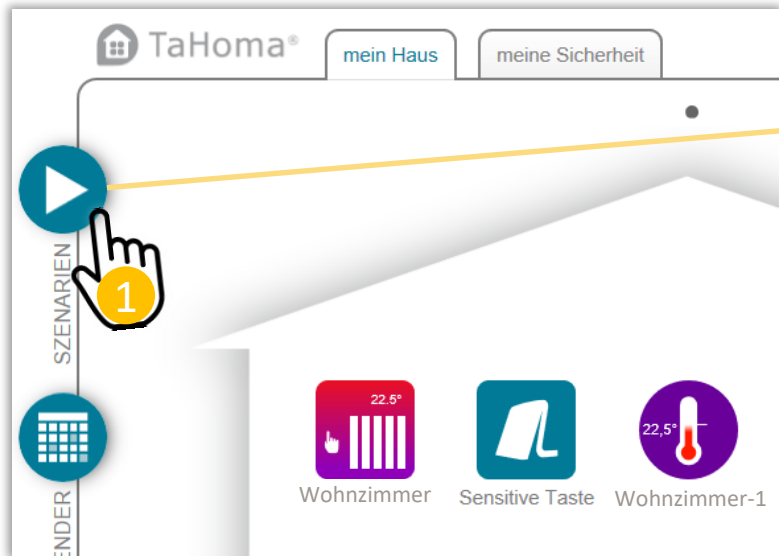 TaHoma®
mein Haus
meine Sicherheit
SZENARIEN
1
22.5°
22,5°
Wohnzimmer
Sensitive Taste
Wohnzimmer-1
ENDER